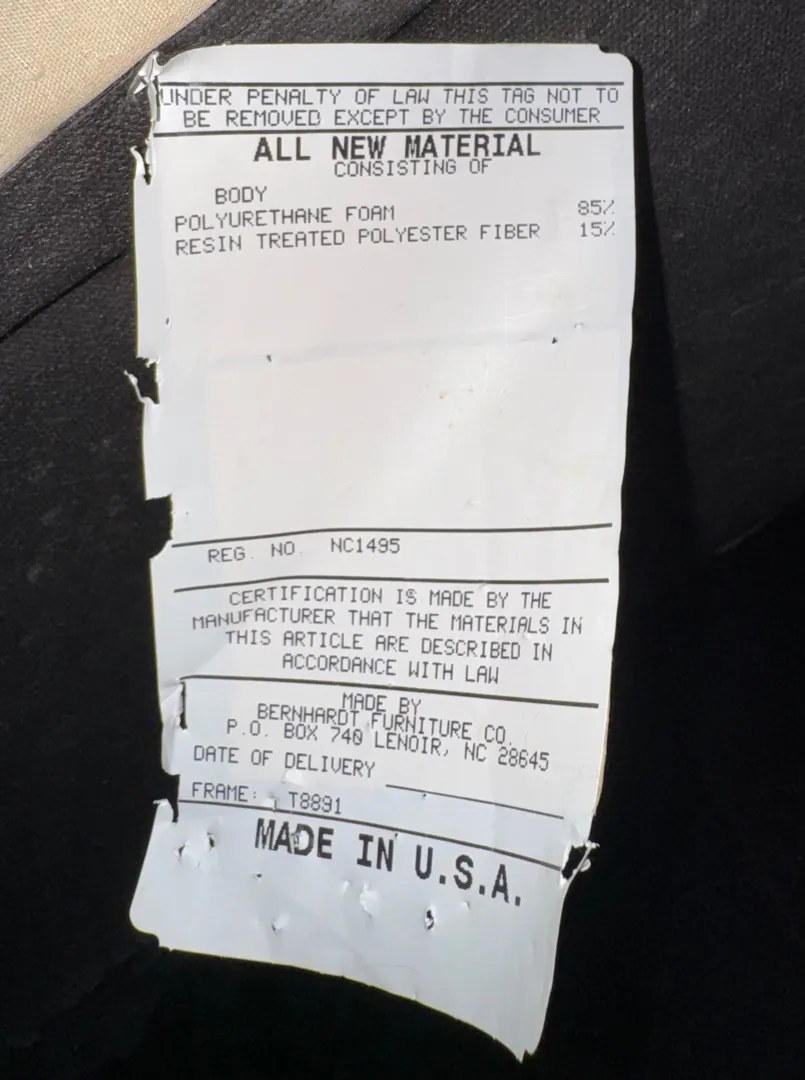 UNDER PENALTY OF LAW THIS TAG NOT TO
BE REMOVED EXCEPT BY THE CONSUMER
ALL NEW MATERIAL
CONSISTING OF
BODY
POLYURETHANE FOAM 85%
RESIN TREATED POLYESTER FIBER 15%
REG. NO. NC1495
CERTIFICATION IS MADE BY THE
MANUFACTURER THAT THE MATERIALS IN
THIS ARTICLE ARE DESCRIBED IN
ACCORDANCE WITH LAW
MADE BY
BERNHARDT FURNITURE CO.
P.O. BOX 740 LENOIR, NC 28645
DATE OF DELIVERY
FRAME: T8891
MADE IN U.S.A.